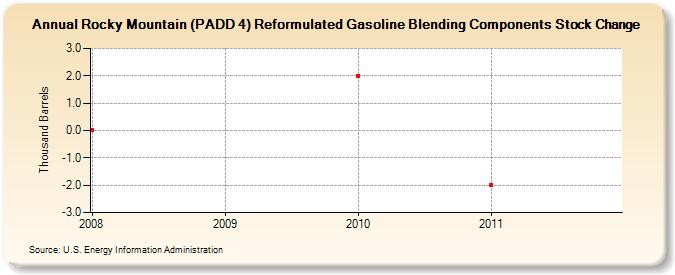 Annual Rocky Mountain (PADD 4) Reformulated Gasoline Blending Components Stock Change
Thousand Barrels
3.0
2.0
1.0
0.0
-1.0
-2.0
-3.0
2008 2009 2010 2011
Source: U.S. Energy Information Administration